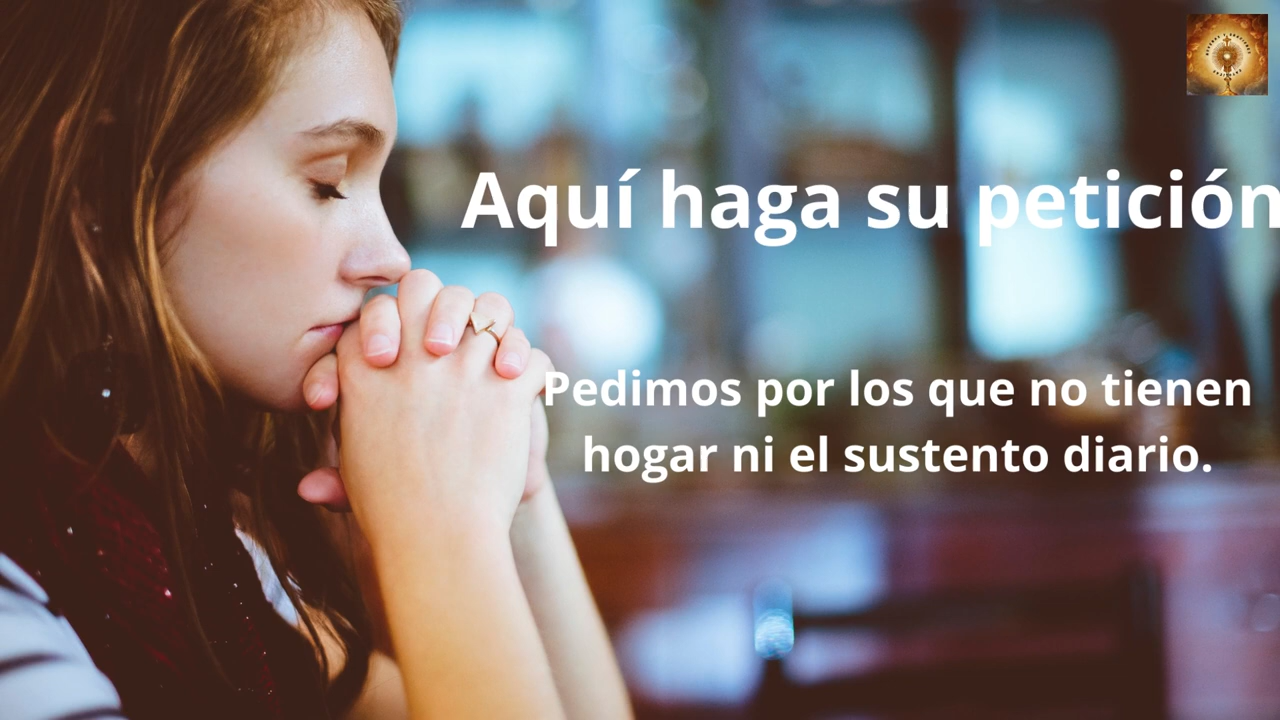 Aquí haga su petición
Pedimos por los que no tienen
hogar ni el sustento diario.